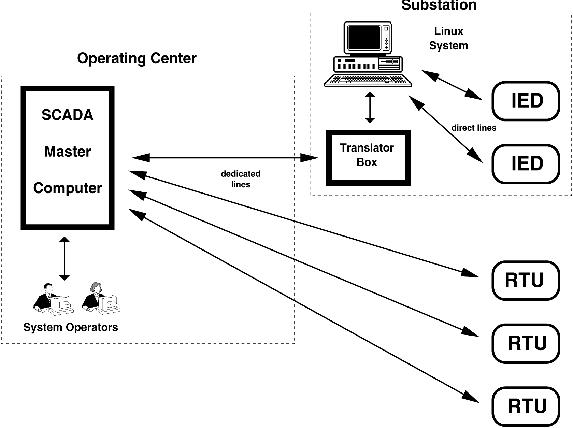 Substation
Linux
System
Operating Center
SCADA
Master
Computer
IED
direct lines
IED
Translator
Box
dedicated
lines
System Operators
RTU
RTU
RTU